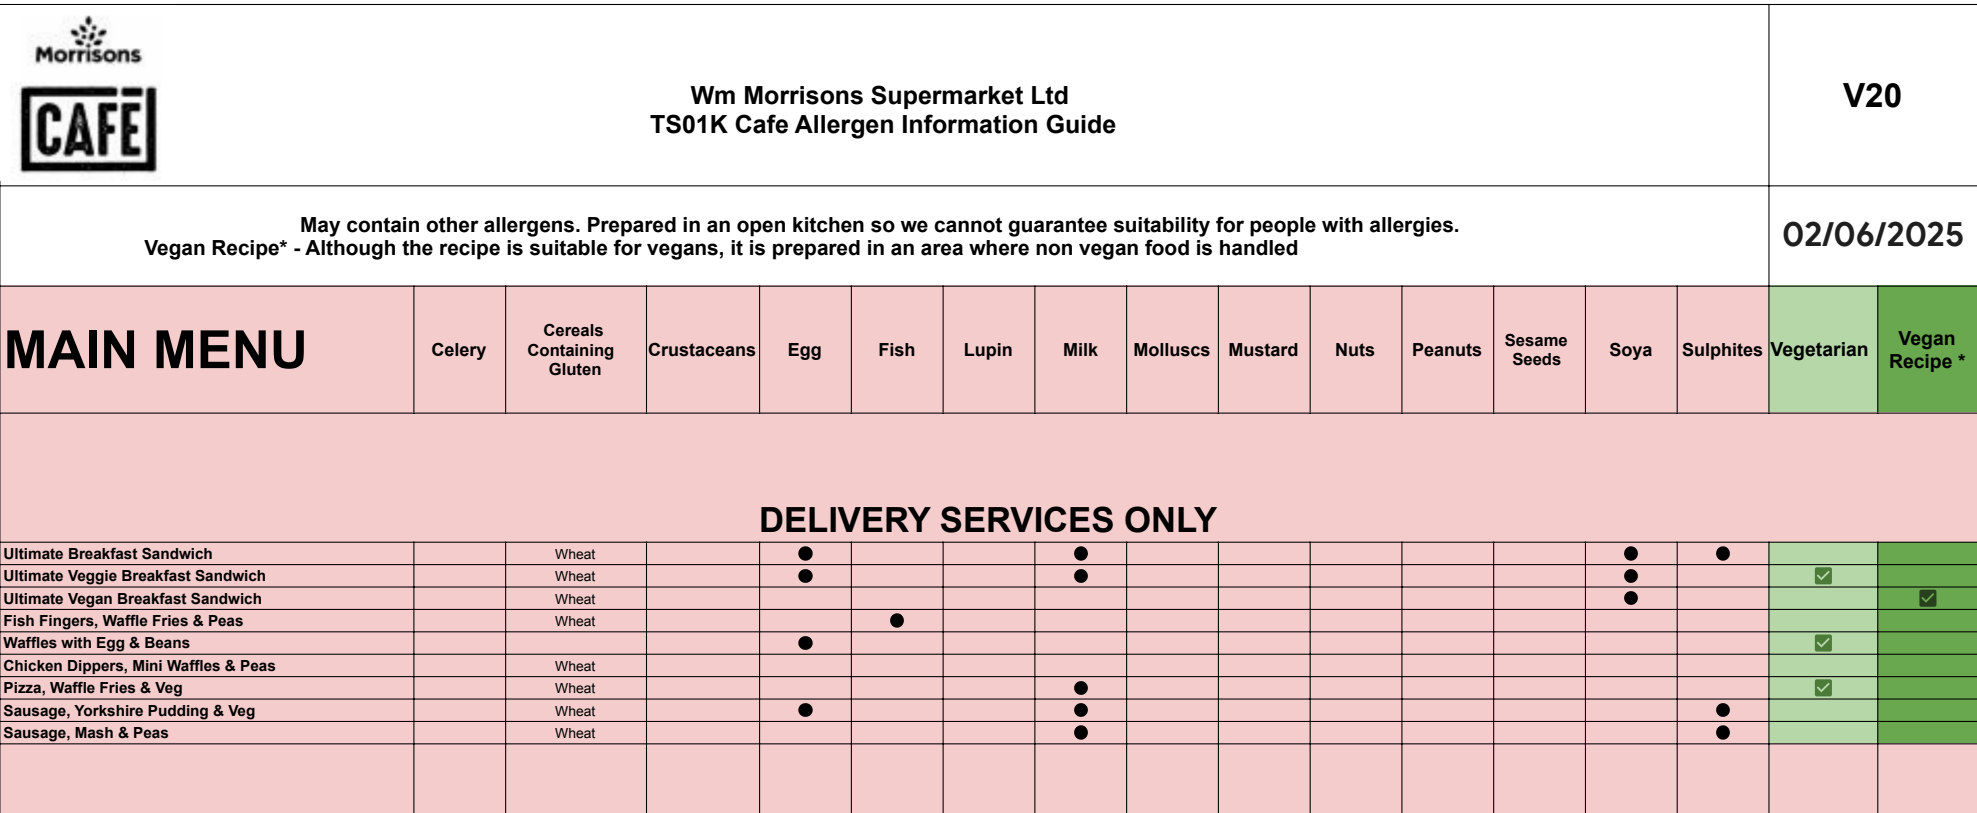 Morrisons
CAFÉ
Wm Morrisons Supermarket Ltd
TS01K Cafe Allergen Information Guide
V20
May contain other allergens. Prepared in an open kitchen so we cannot guarantee suitability for people with allergies.
Vegan Recipe* - Although the recipe is suitable for vegans, it is prepared in an area where non vegan food is handled
02/06/2025
MAIN MENU
Celery
Cereals
Containing
Gluten
Crustaceans
Egg
Fish
Lupin
Milk
Molluscs
Mustard
Nuts
Peanuts
Sesame
Seeds
Soya
Sulphites
Vegetarian
Vegan
Recipe *
DELIVERY SERVICES ONLY
Ultimate Breakfast Sandwich Wheat ● ● ● ●
Ultimate Veggie Breakfast Sandwich Wheat ● ● ● ☑
Ultimate Vegan Breakfast Sandwich Wheat ● ☑
Fish Fingers, Waffle Fries & Peas Wheat ●
Waffles with Egg & Beans ● ☑
Chicken Dippers, Mini Waffles & Peas Wheat
Pizza, Waffle Fries & Veg Wheat ● ☑
Sausage, Yorkshire Pudding & Veg Wheat ● ● ●
Sausage, Mash & Peas Wheat ● ●